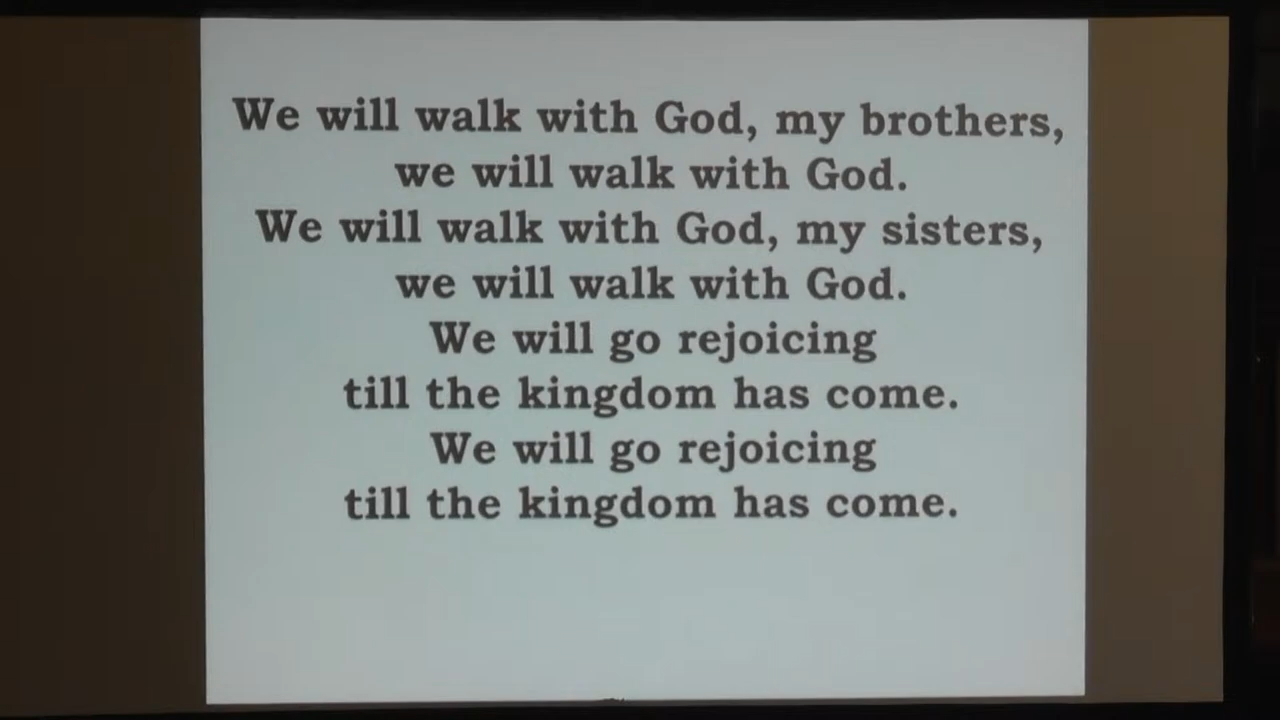 We will walk with God, my brothers,
we will walk with God.
We will walk with God, my sisters,
we will walk with God.
We will go rejoicing
till the kingdom has come.
We will go rejoicing
till the kingdom has come.